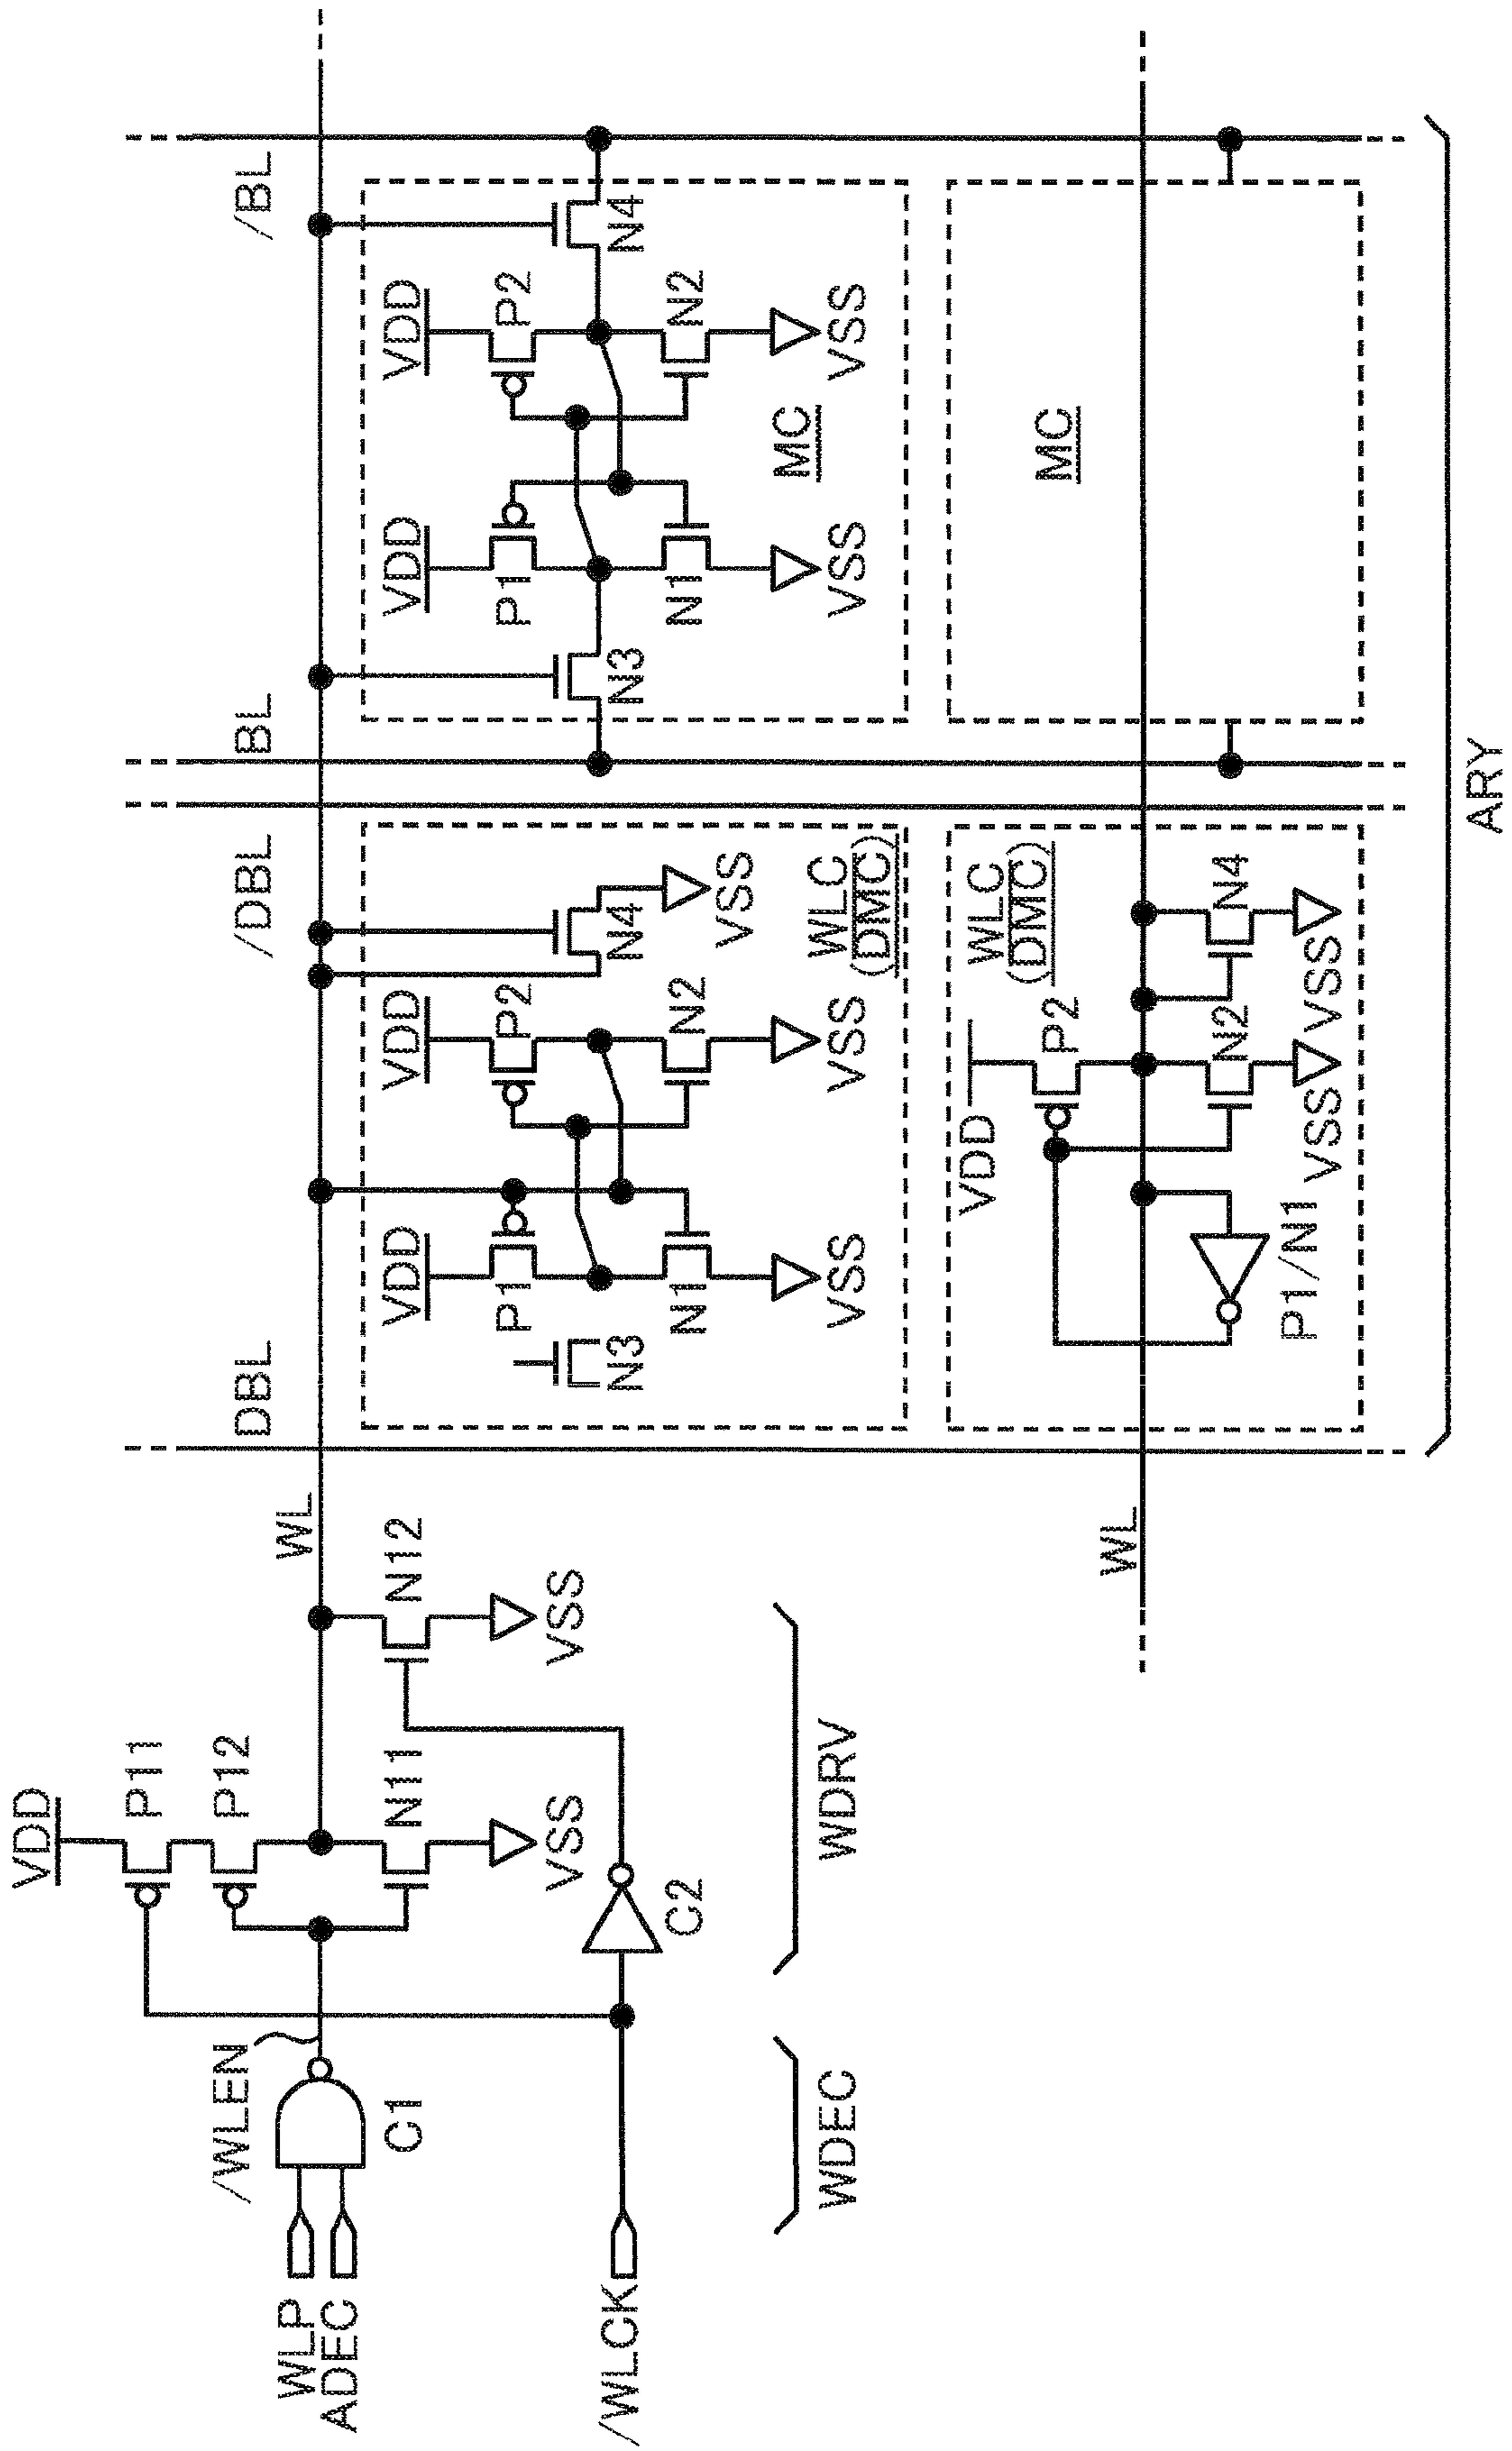 WLP
ADEC
/WLEN
C1
/WLCK
WDEC
VDD
P11
P12
N11
VSS
C2
WDRV
N12
VSS
WL
DBL
/DBL
VDD
P1
N1
VSS
N3
VDD
P2
N2
VSS
N4
VSS
WLC
(DMC)
BL
/BL
N3
VDD
P1
N1
VSS
VDD
P2
N2
VSS
N4
MC
WL
P1/N1
VDD
P2
N2
VSS
N4
VSS
WLC
(DMC)
MC
ARY